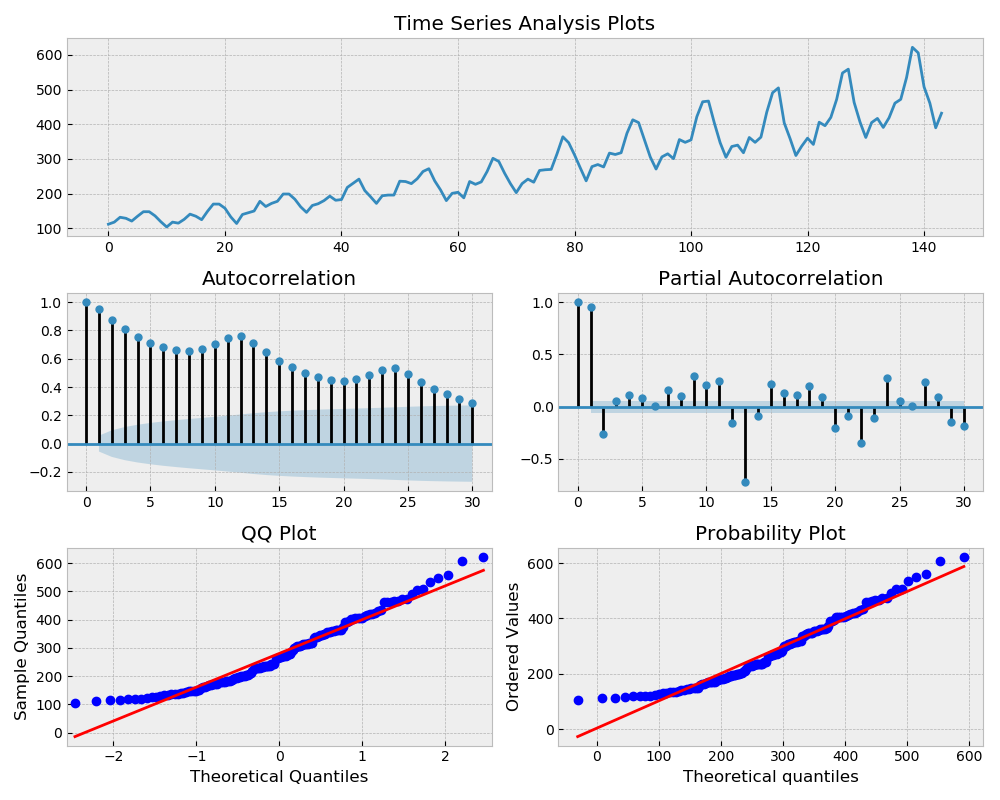 Time Series Analysis Plots
600
500
400
300
200
100
0 20 40 60 80 100 120 140
Autocorrelation
1.0
0.8
0.6
0.4
0.2
0.0
−0.2
0 5 10 15 20 25 30
Partial Autocorrelation
1.0
0.5
0.0
−0.5
0 5 10 15 20 25 30
QQ Plot
Sample Quantiles
600
500
400
300
200
100
0
−2 −1 0 1 2
Theoretical Quantiles
Probability Plot
Ordered Values
600
400
200
0
0 100 200 300 400 500 600
Theoretical quantiles